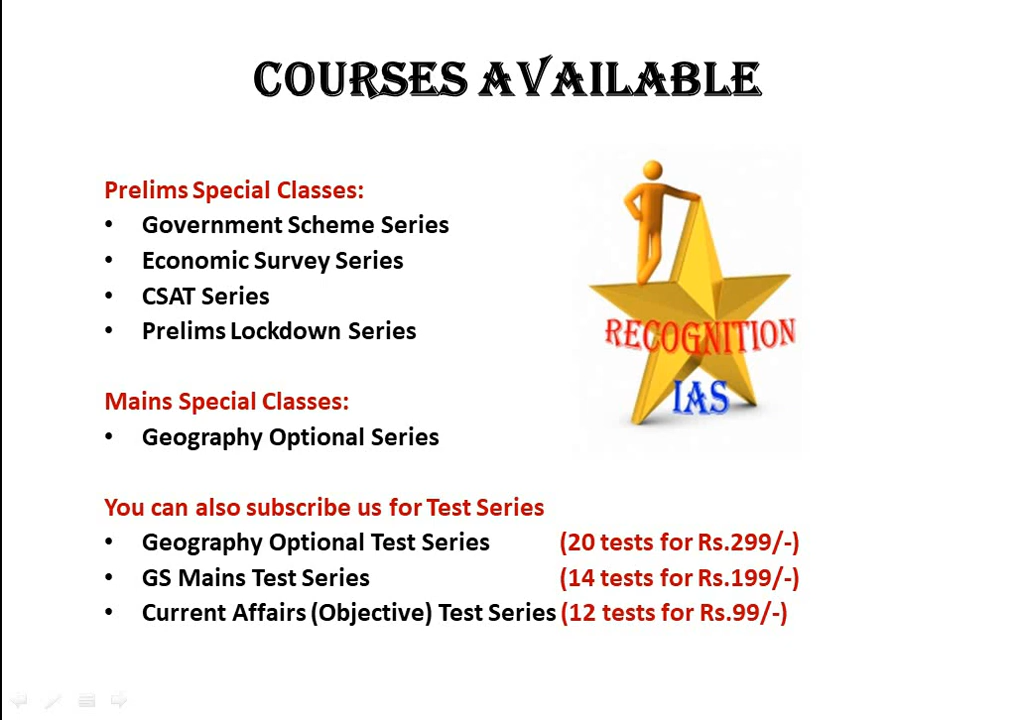 COURSES AVAILABLE
Prelims Special Classes:
• Government Scheme Series
• Economic Survey Series
• CSAT Series
• Prelims Lockdown Series
RECOGNITION
IAS
Mains Special Classes:
• Geography Optional Series
You can also subscribe us for Test Series
• Geography Optional Test Series (20 tests for Rs.299/-)
• GS Mains Test Series (14 tests for Rs.199/-)
• Current Affairs (Objective) Test Series (12 tests for Rs.99/-)